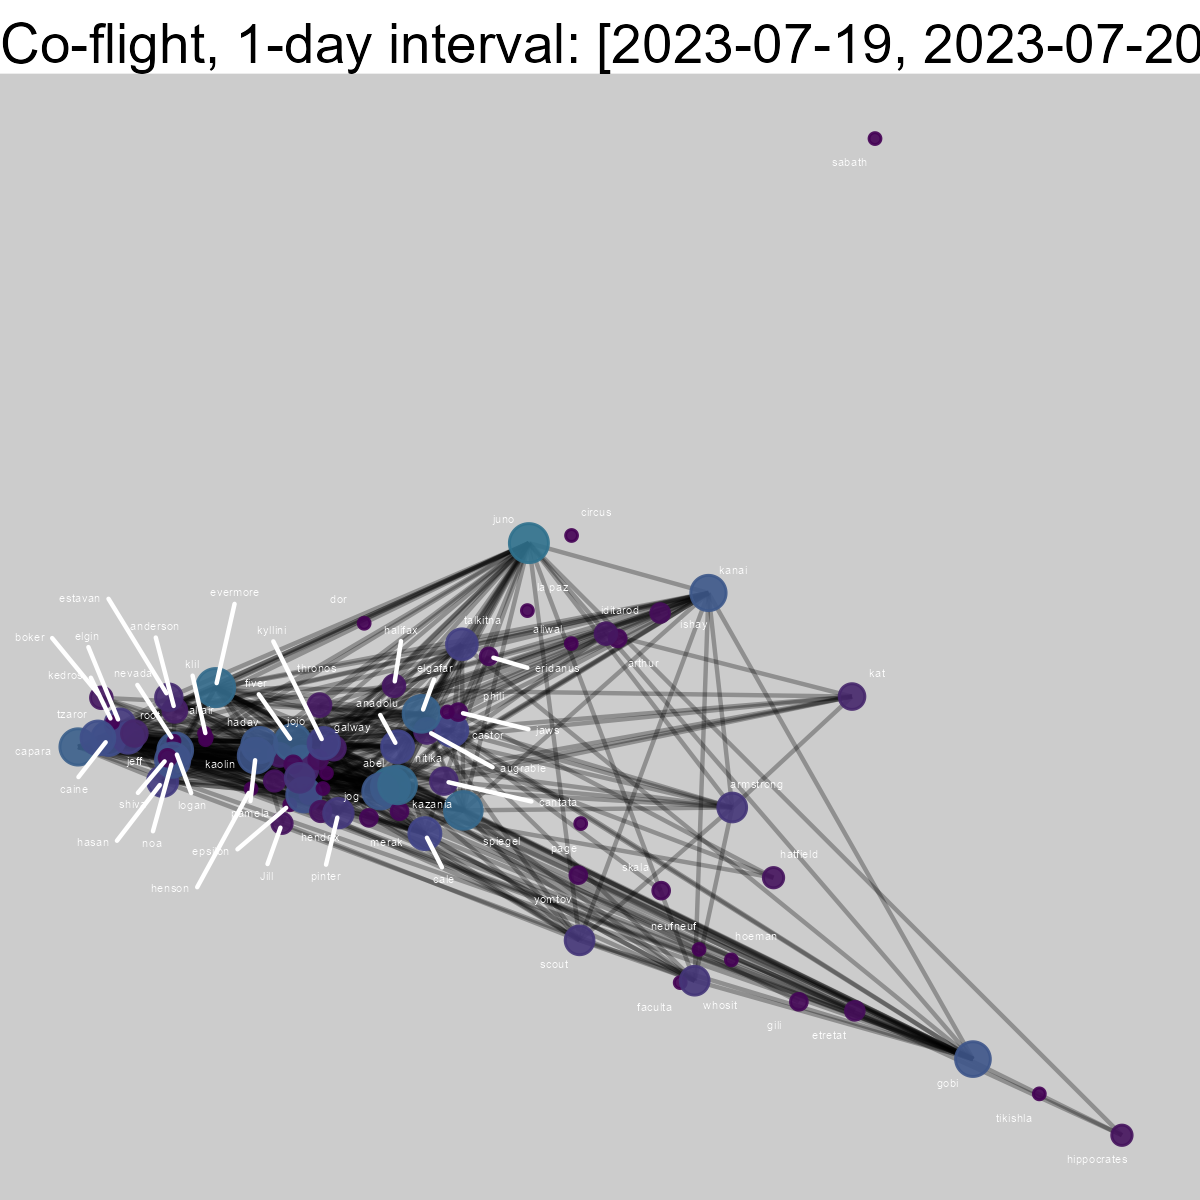 Co-flight, 1-day interval: [2023-07-19, 2023-07-20
sabath
circus
juno
kanai
la paz
evermore
estavan
dor
iditarod
talkitna
ishay
anderson
kyllini
halifax
aliwal
boker
elgin
arthur
klil
thronos
elgafar
eridanus
kedros
nevada
kat
fiver
phili
anadolu
tzaror
root
altair
hadav
jojo
galway
castor
jaws
capara
jeff
kaolin
abel
nitika
augrable
caine
armstrong
jog
shiva
logan
kazania
cantata
pamela
hasan
noa
epsilon
hendrix
merak
spiegel
page
hatfield
henson
Jill
pinter
cale
skala
yomtov
neufneuf
hoeman
scout
faculta
whosit
gili
etretat
gobi
tikishla
hippocrates